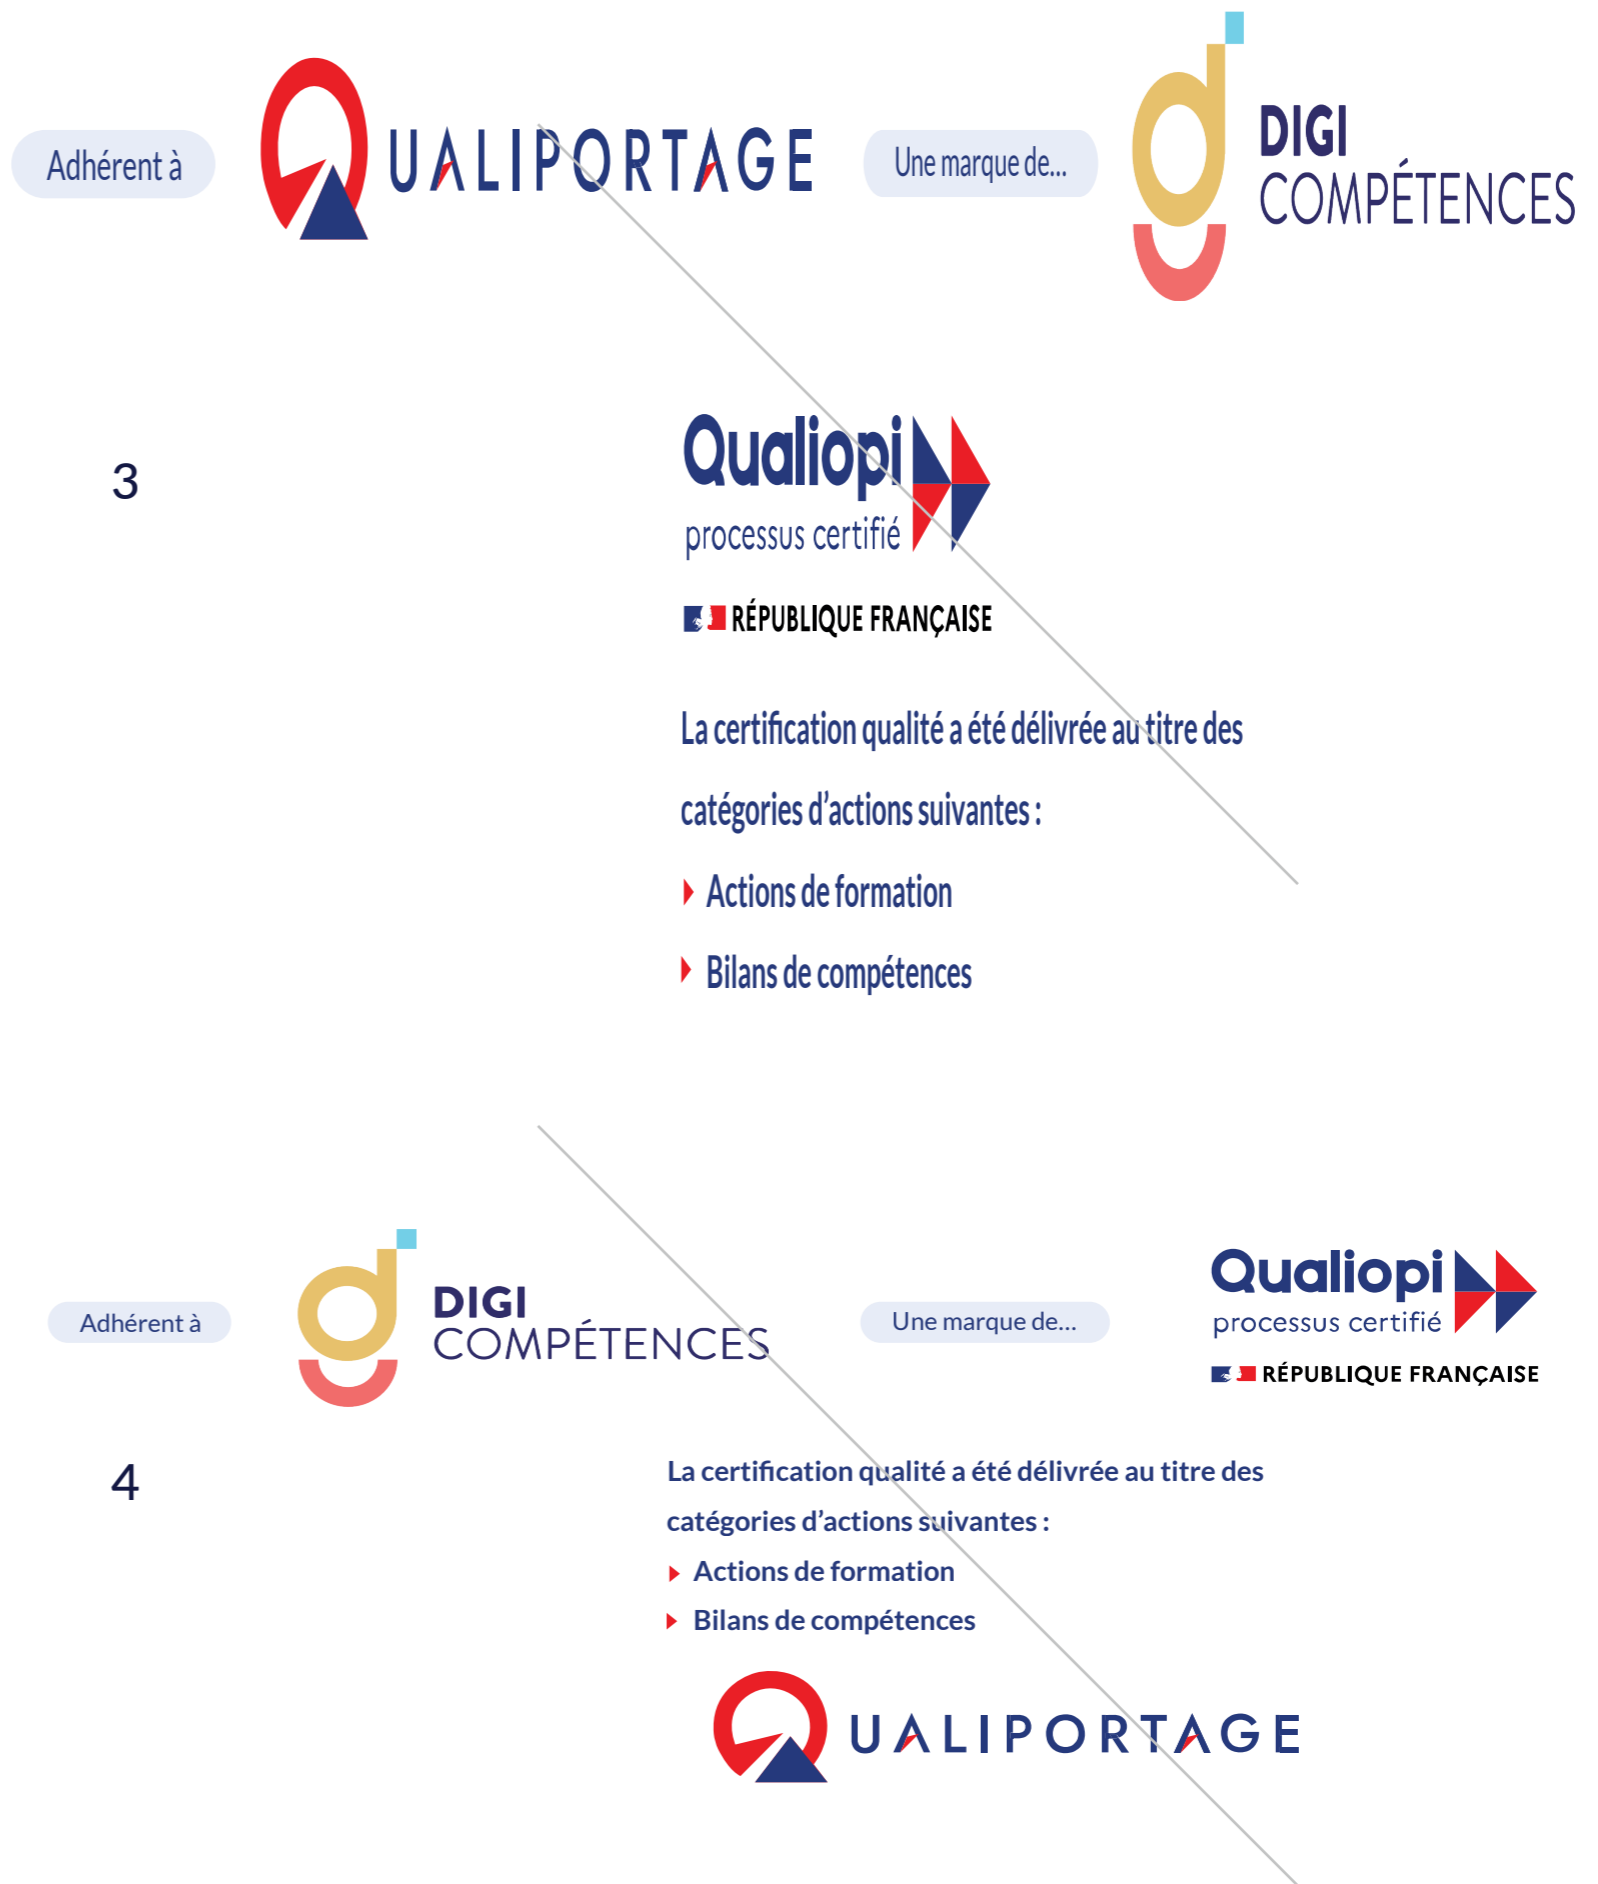 Adhérent à
QUALIPORTAGE
Une marque de...
DIGI
COMPÉTENCES
3
Qualiopi
processus certifié
RÉPUBLIQUE FRANÇAISE
La certification qualité a été délivrée au titre des
catégories d’actions suivantes :
Actions de formation
Bilans de compétences
Adhérent à
DIGI
COMPÉTENCES
Une marque de...
Qualiopi
processus certifié
RÉPUBLIQUE FRANÇAISE
4
La certification qualité a été délivrée au titre des
catégories d’actions suivantes :
Actions de formation
Bilans de compétences
QUALIPORTAGE